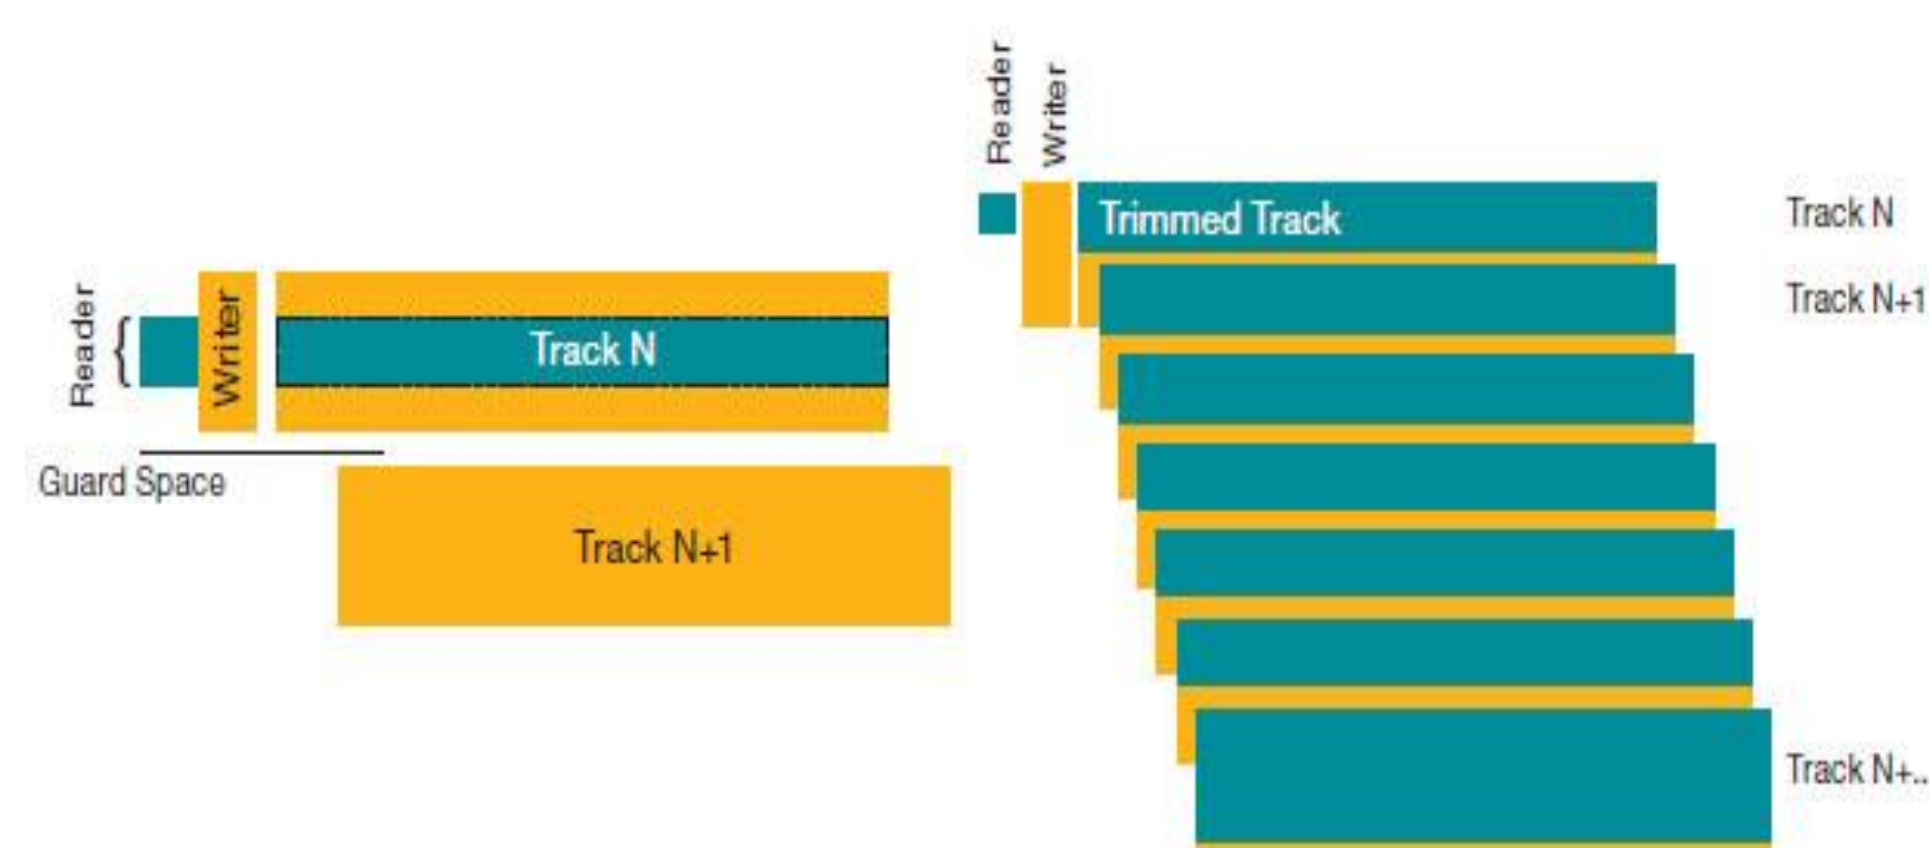 Reader
Writer
Track N
Guard Space
Track N+1
Reader
Writer
Trimmed Track
Track N
Track N+1
Track N+..